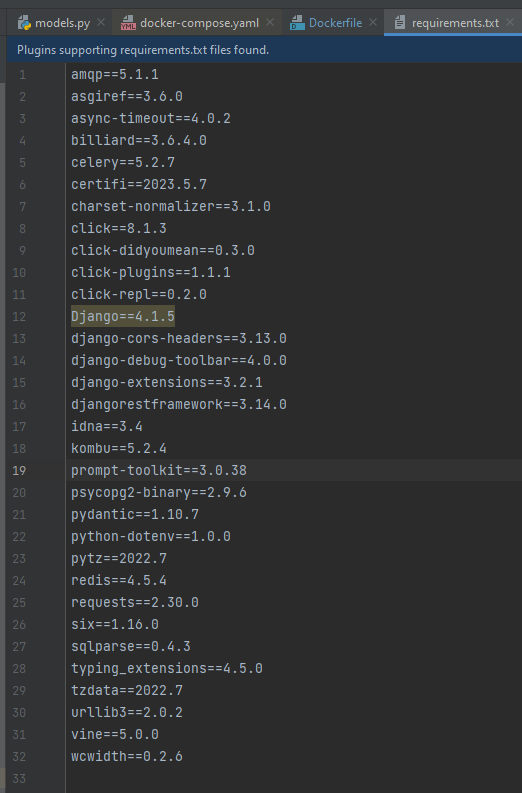 models.py docker-compose.yaml Dockerfile requirements.txt
Plugins supporting requirements.txt files found.
1 amqp==5.1.1
2 asgiref==3.6.0
3 async-timeout==4.0.2
4 billiard==3.6.4.0
5 celery==5.2.7
6 certifi==2023.5.7
7 charset-normalizer==3.1.0
8 click==8.1.3
9 click-didyoumean==0.3.0
10 click-plugins==1.1.1
11 click-repl==0.2.0
12 Django==4.1.5
13 django-cors-headers==3.13.0
14 django-debug-toolbar==4.0.0
15 django-extensions==3.2.1
16 djangorestframework==3.14.0
17 idna==3.4
18 kombu==5.2.4
19 prompt-toolkit==3.0.38
20 psycopg2-binary==2.9.6
21 pydantic==1.10.7
22 python-dotenv==1.0.0
23 pytz==2022.7
24 redis==4.5.4
25 requests==2.30.0
26 six==1.16.0
27 sqlparse==0.4.3
28 typing_extensions==4.5.0
29 tzdata==2022.7
30 urllib3==2.0.2
31 vine==5.0.0
32 wcwidth==0.2.6
33